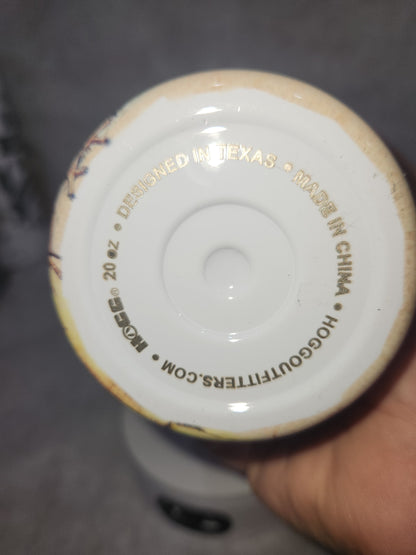 HOGG® 20 oz • DESIGNED IN TEXAS • MADE IN CHINA • HOGGOUTFITTERS.COM •